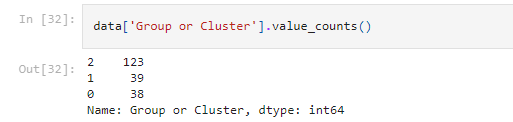 In [32]: data['Group or Cluster'].value_counts()
Out[32]: 2    123
1     39
0     38
Name: Group or Cluster, dtype: int64